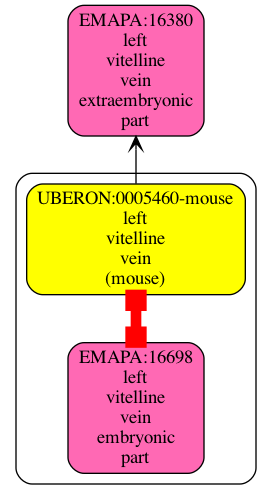 EMAPA:16380
left
vitelline
vein
extraembryonic
part
UBERON:0005460-mouse
left
vitelline
vein
(mouse)
EMAPA:16698
left
vitelline
vein
embryonic
part